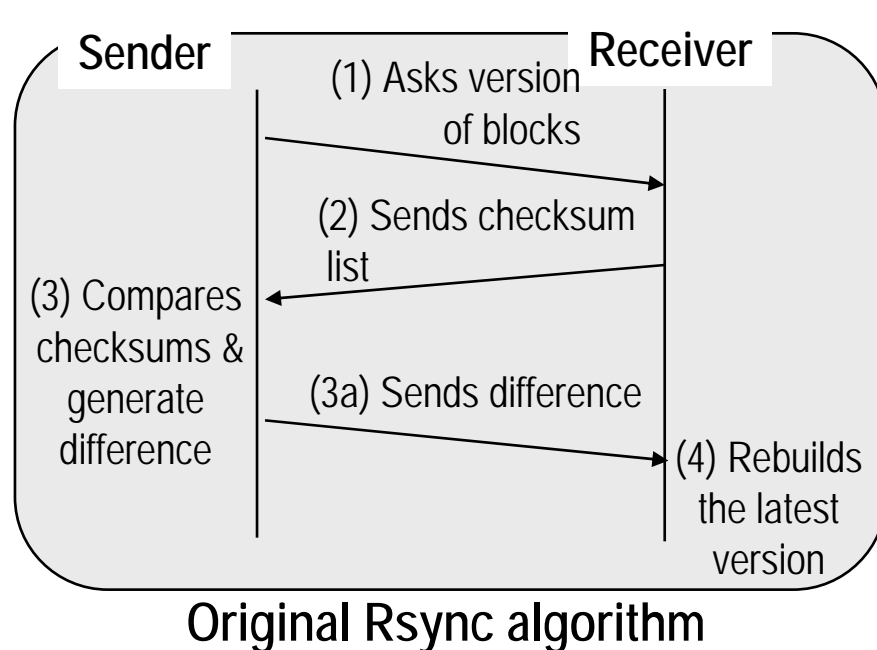 Sender
Receiver
(1) Asks version
of blocks
(2) Sends checksum
list
(3) Compares
checksums &
generate
difference
(3a) Sends difference
(4) Rebuilds
the latest
version
Original Rsync algorithm